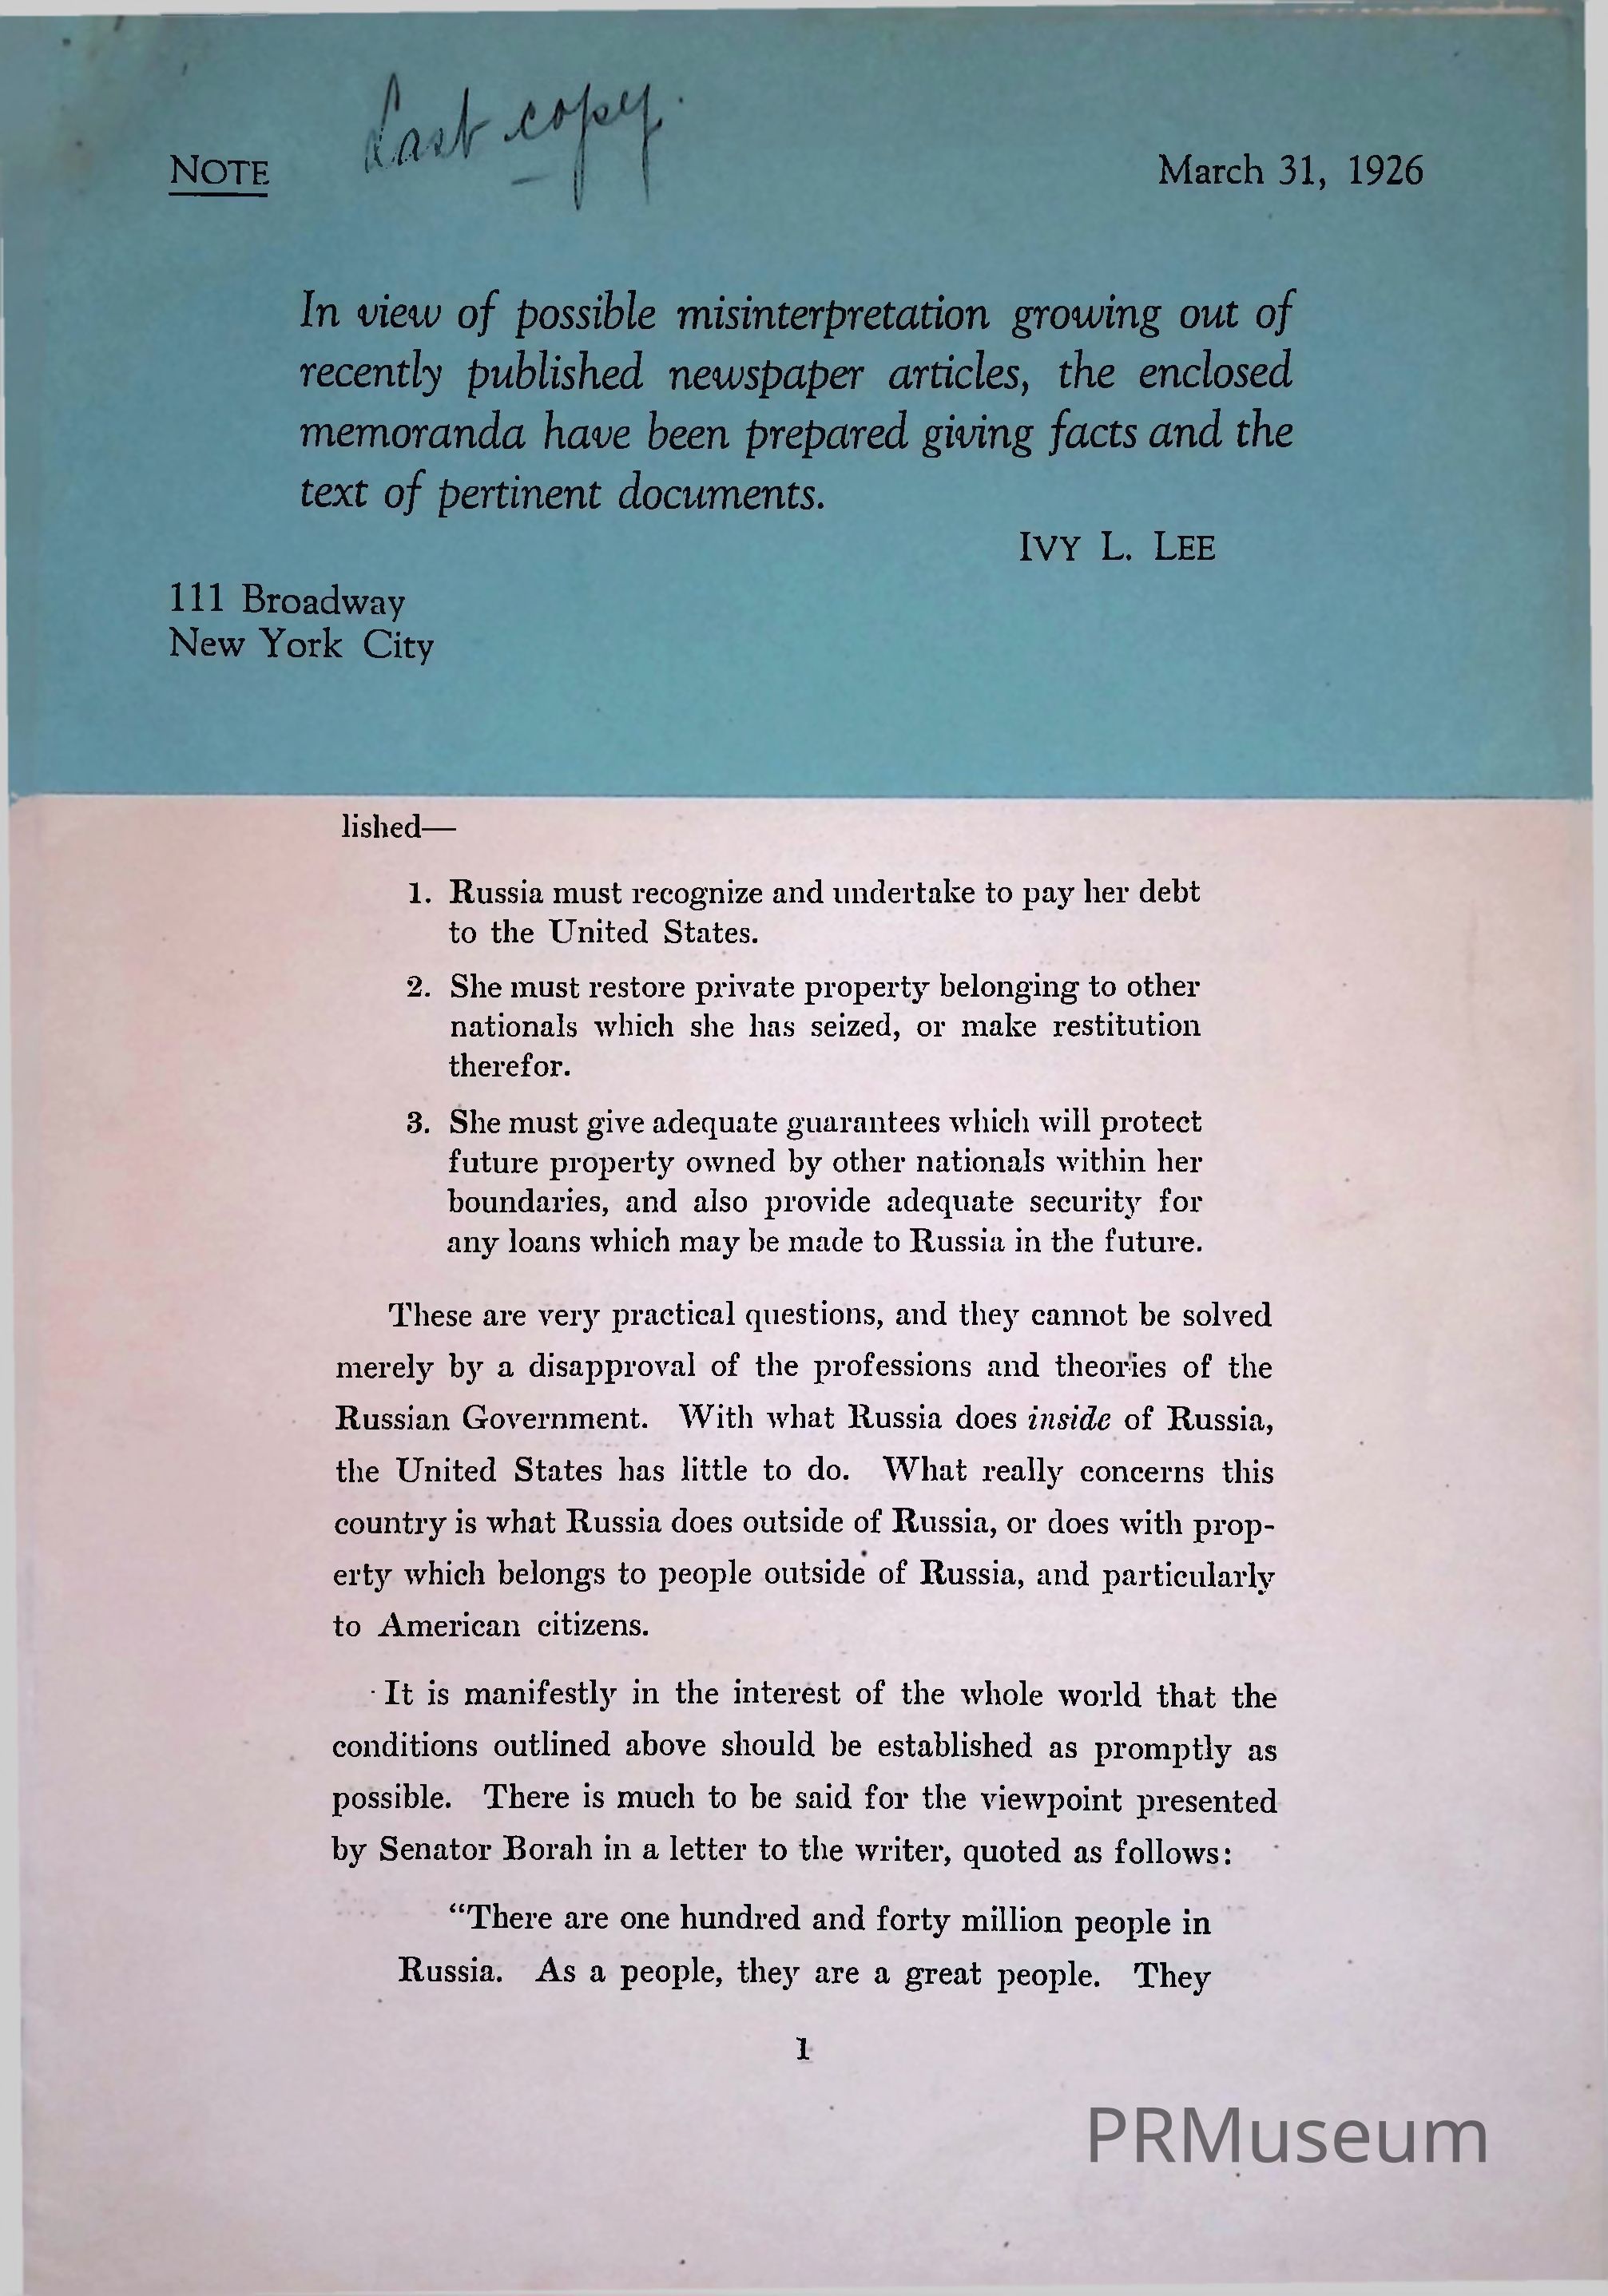 Last copy.
NOTE
March 31, 1926
In view of possible misinterpretation growing out of
recently published newspaper articles, the enclosed
memoranda have been prepared giving facts and the
text of pertinent documents.
IVY L. LEE
111 Broadway
New York City
lished—
1. Russia must recognize and undertake to pay her debt
to the United States.
2. She must restore private property belonging to other
nationals which she has seized, or make restitution
therefor.
3. She must give adequate guarantees which will protect
future property owned by other nationals within her
boundaries, and also provide adequate security for
any loans which may be made to Russia in the future.
These are very practical questions, and they cannot be solved
merely by a disapproval of the professions and theories of the
Russian Government. With what Russia does inside of Russia,
the United States has little to do. What really concerns this
country is what Russia does outside of Russia, or does with prop-
erty which belongs to people outside of Russia, and particularly
to American citizens.
It is manifestly in the interest of the whole world that the
conditions outlined above should be established as promptly as
possible. There is much to be said for the viewpoint presented
by Senator Borah in a letter to the writer, quoted as follows:
“There are one hundred and forty million people in
Russia. As a people, they are a great people. They
1
PRMuseum